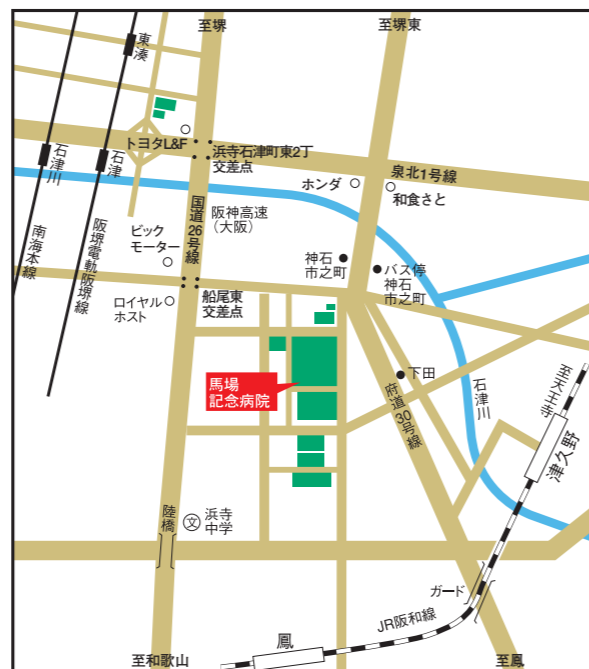 至堺
至堺東
東湊
トヨタL&F
浜寺石津町東2丁
交差点
泉北1号線
石津川
石津
ホンダ
和食さと
国道26号線
阪神高速
(大阪)
南海本線
阪堺電軌阪堺線
ビック
モーター
神石
市之町
バス停
神石
市之町
ロイヤル
ホスト
船尾東
交差点
馬場
記念病院
下田
府道30号線
石津川
至天王寺
津久野
陸橋
文
浜寺
中学
ガード
JR阪和線
鳳
至和歌山
至鳳